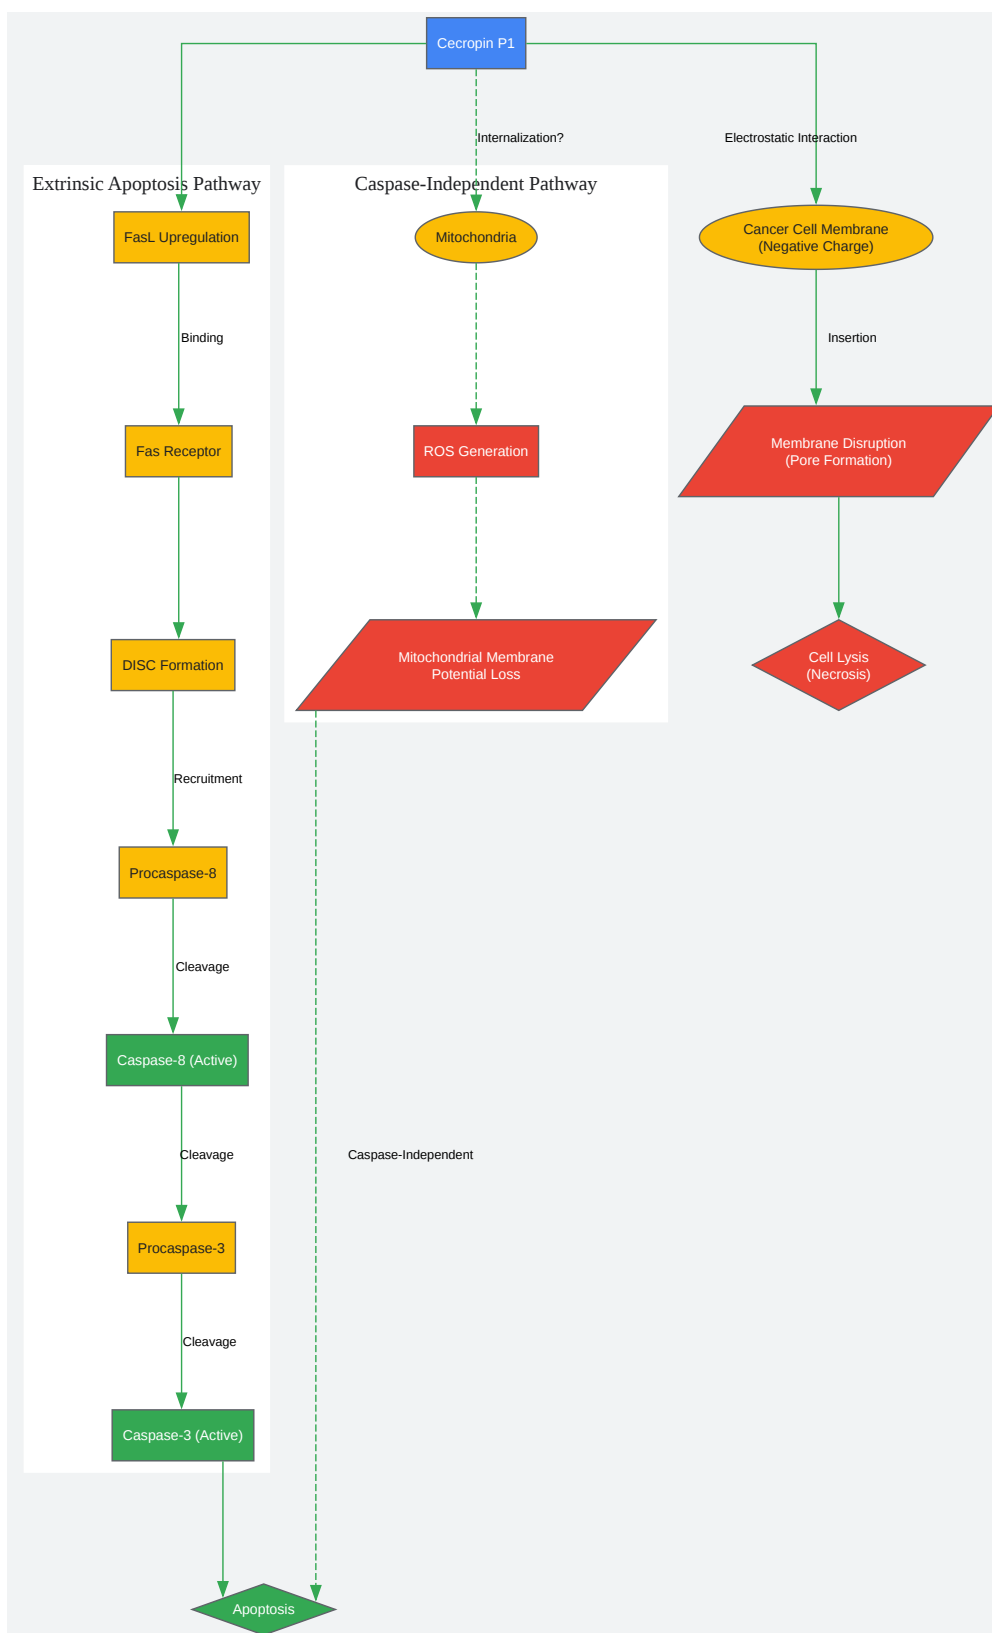 Cecropin P1
Internalization?
Electrostatic Interaction
Extrinsic Apoptosis Pathway
Caspase-Independent Pathway
FasL Upregulation
Mitochondria
Cancer Cell Membrane
(Negative Charge)
Binding
Insertion
Fas Receptor
ROS Generation
Membrane Disruption
(Pore Formation)
DISC Formation
Mitochondrial Membrane
Potential Loss
Cell Lysis
(Necrosis)
Recruitment
Procaspase-8
Cleavage
Caspase-8 (Active)
Cleavage
Caspase-Independent
Procaspase-3
Cleavage
Caspase-3 (Active)
Apoptosis